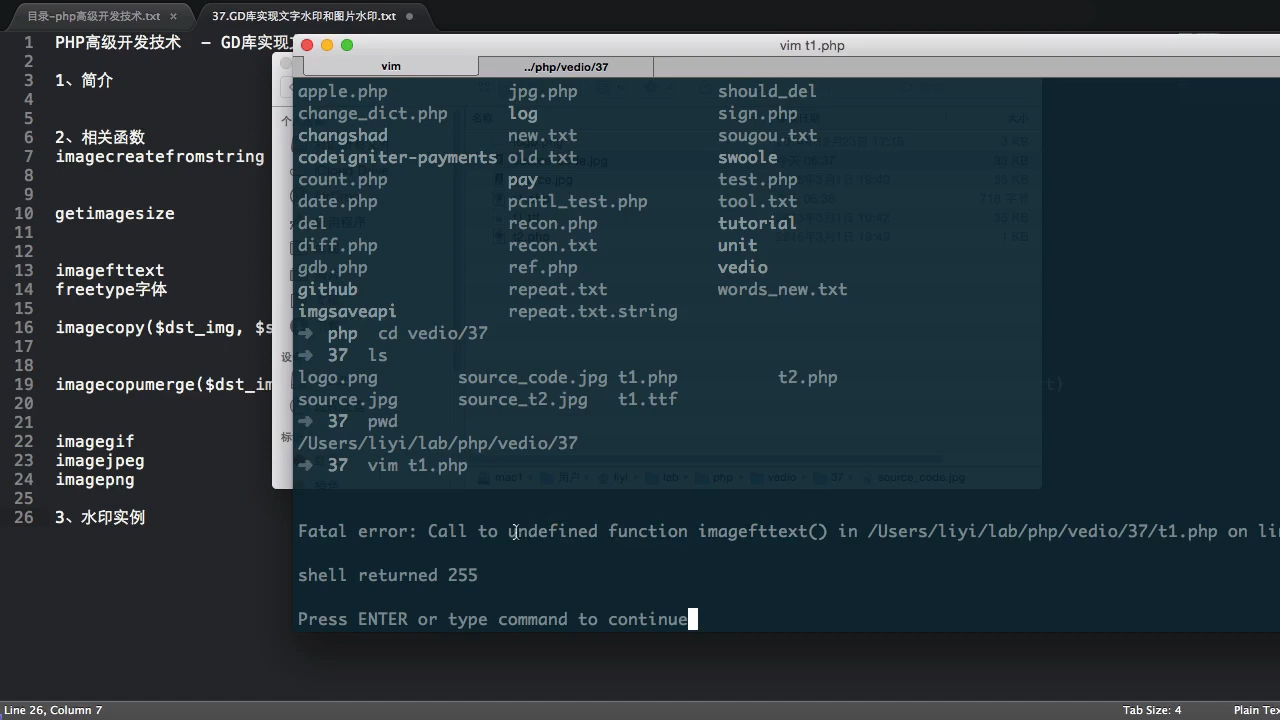 目录-php高级开发技术.txt
37.GD库实现文字水印和图片水印.txt
1 PHP高级开发技术 - GD库实现
2
3 1、简介
4
5
6 2、相关函数
7 imagecreatefromstring
8
9
10 getimagesize
11
12
13 imagefttext
14 freetype字体
15
16 imagecopy($dst_img, $s
17
18
19 imagecopumerge($dst_im
20
21
22 imagegif
23 imagejpeg
24 imagepng
25
26 3、水印实例
vim t1.php
vim ../php/vedio/37
apple.php jpg.php should_del
change_dict.php log sign.php
changshad new.txt sougou.txt
codeigniter-payments old.txt swoole
count.php pay test.php
date.php pcntl_test.php tool.txt
del recon.php tutorial
diff.php recon.txt unit
gdb.php ref.php vedio
github repeat.txt words_new.txt
imgsaveapi repeat.txt.string
➜ php cd vedio/37
➜ 37 ls
logo.png source_code.jpg t1.php t2.php
source.jpg source_t2.jpg t1.ttf
➜ 37 pwd
/Users/liyi/lab/php/vedio/37
➜ 37 vim t1.php
mao1 用户 liyi lab php vedio 37 source_code.jpg
Fatal error: Call to undefined function imagefttext() in /Users/liyi/lab/php/vedio/37/t1.php on li
shell returned 255
Press ENTER or type command to continue
Line 26, Column 7
Tab Size: 4
Plain Te